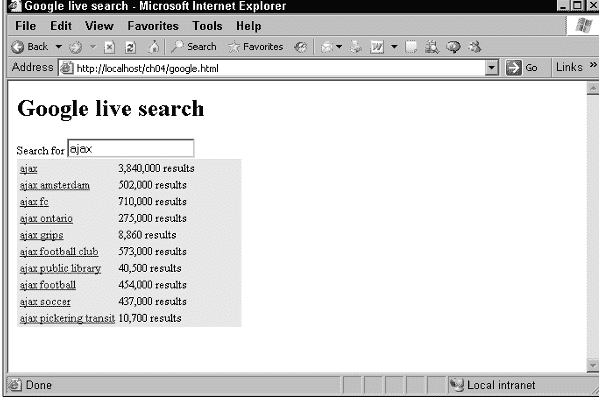 Google live search - Microsoft Internet Explorer
File Edit View Favorites Tools Help
Back Search Favorites
Address http://localhost/ch04/google.html Go Links »
Google live search
Search for ajax
ajax 3,840,000 results
ajax amsterdam 502,000 results
ajax fc 710,000 results
ajax ontario 275,000 results
ajax grips 8,860 results
ajax football club 573,000 results
ajax public library 40,500 results
ajax football 454,000 results
ajax soccer 437,000 results
ajax pickering transit 10,700 results
Done Local intranet